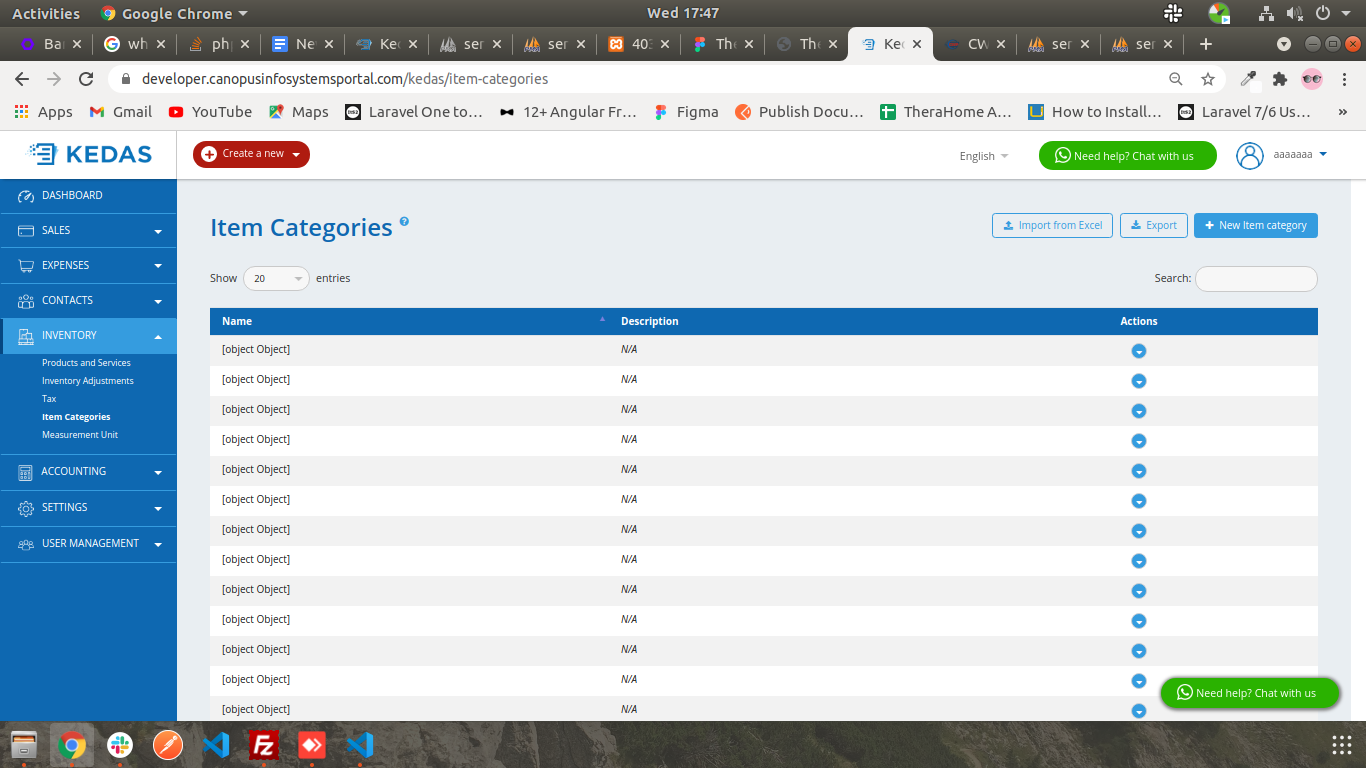 Activities Google Chrome Wed 17:47
Ba wh php Ne Ked ser ser 403 The The Ked CW ser ser
developer.canopusinfosystemsportal.com/kedas/item-categories
Apps Gmail YouTube Maps Laravel One to… 12+ Angular Fr… Figma Publish Docu… TheraHome A… How to Install… Laravel 7/6 Us… »
KEDAS Create a new English Need help? Chat with us aaaaaaa
DASHBOARD
SALES
EXPENSES
CONTACTS
INVENTORY
Products and Services
Inventory Adjustments
Tax
Item Categories
Measurement Unit
ACCOUNTING
SETTINGS
USER MANAGEMENT
Item Categories ? Import from Excel Export + New Item category
Show 20 entries Search:
Name Description Actions
[object Object] N/A
[object Object] N/A
[object Object] N/A
[object Object] N/A
[object Object] N/A
[object Object] N/A
[object Object] N/A
[object Object] N/A
[object Object] N/A
[object Object] N/A
[object Object] N/A
[object Object] N/A
[object Object] N/A
Need help? Chat with us